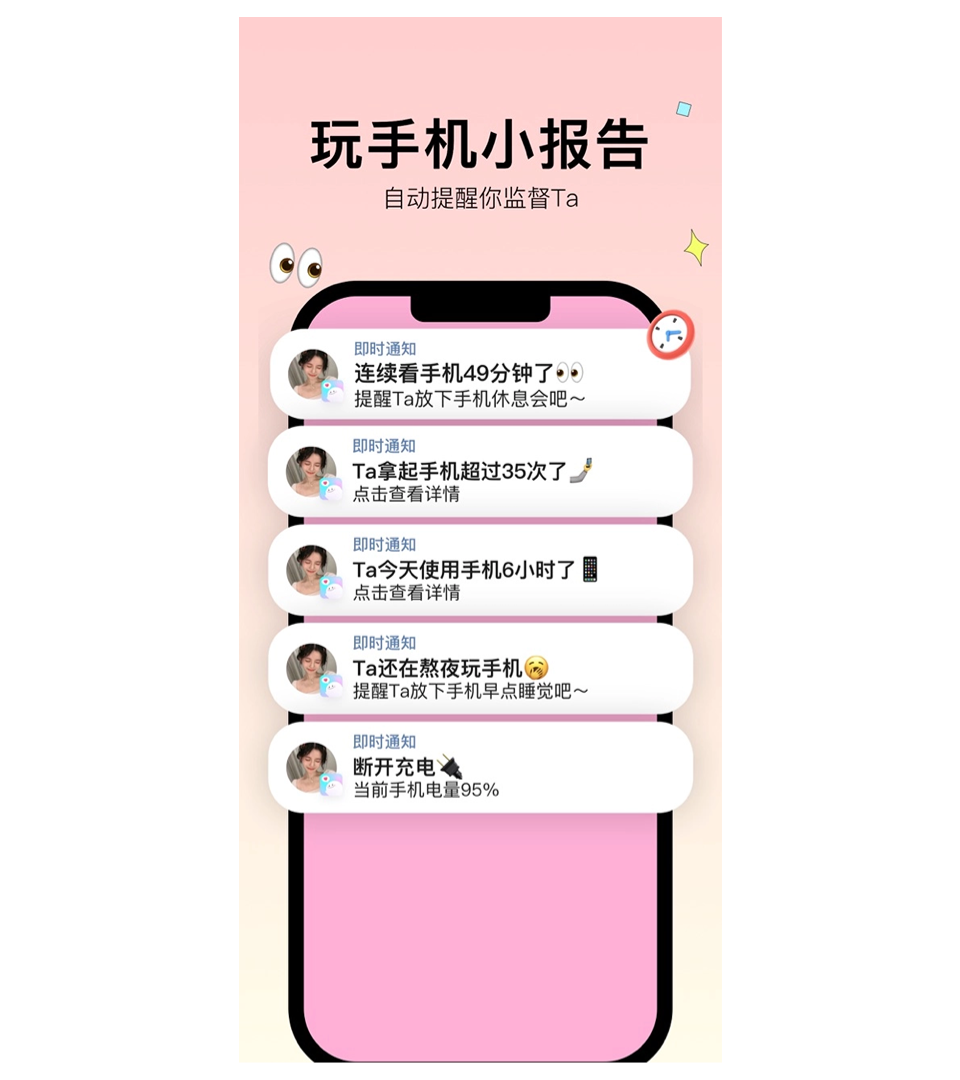 玩手机小报告
自动提醒你监督Ta
即时通知
连续看手机49分钟了👀
提醒Ta放下手机休息会吧～
即时通知
Ta拿起手机超过35次了🤳
点击查看详情
即时通知
Ta今天使用手机6小时了📱
点击查看详情
即时通知
Ta还在熬夜玩手机🥱
提醒Ta放下手机早点睡觉吧～
即时通知
断开充电🔌
当前手机电量95%